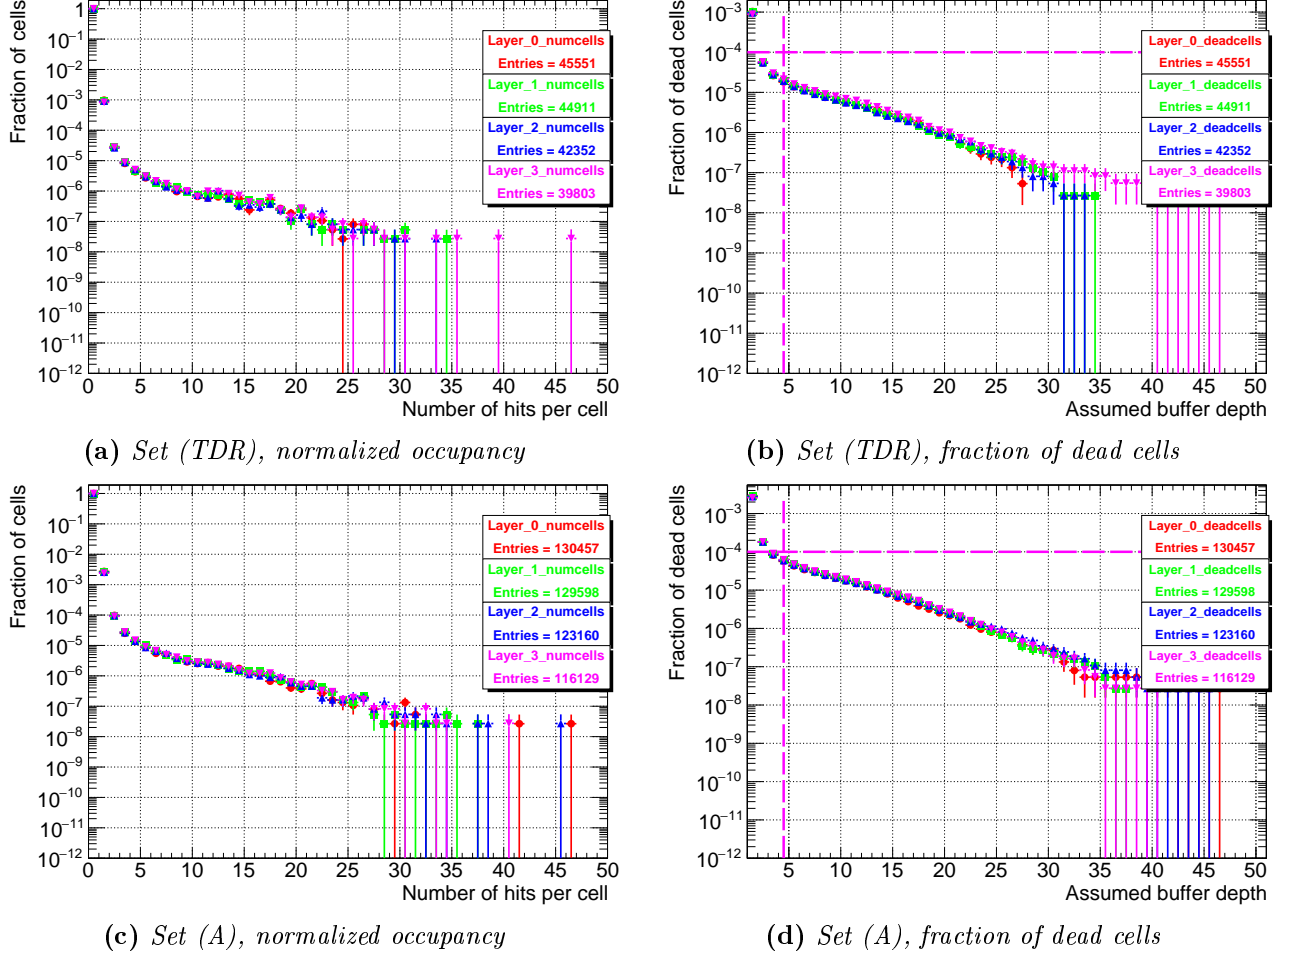 Fraction of cells
1
10⁻¹
10⁻²
10⁻³
10⁻⁴
10⁻⁵
10⁻⁶
10⁻⁷
10⁻⁸
10⁻⁹
10⁻¹⁰
10⁻¹¹
10⁻¹²
Layer_0_numcells
Entries = 45551
Layer_1_numcells
Entries = 44911
Layer_2_numcells
Entries = 42352
Layer_3_numcells
Entries = 39803
0 5 10 15 20 25 30 35 40 45 50
Number of hits per cell
(a) Set (TDR), normalized occupancy
Fraction of dead cells
10⁻³
10⁻⁴
10⁻⁵
10⁻⁶
10⁻⁷
10⁻⁸
10⁻⁹
10⁻¹⁰
10⁻¹¹
10⁻¹²
Layer_0_deadcells
Entries = 45551
Layer_1_deadcells
Entries = 44911
Layer_2_deadcells
Entries = 42352
Layer_3_deadcells
Entries = 39803
5 10 15 20 25 30 35 40 45 50
Assumed buffer depth
(b) Set (TDR), fraction of dead cells
Fraction of cells
1
10⁻¹
10⁻²
10⁻³
10⁻⁴
10⁻⁵
10⁻⁶
10⁻⁷
10⁻⁸
10⁻⁹
10⁻¹⁰
10⁻¹¹
10⁻¹²
Layer_0_numcells
Entries = 130457
Layer_1_numcells
Entries = 129598
Layer_2_numcells
Entries = 123160
Layer_3_numcells
Entries = 116129
0 5 10 15 20 25 30 35 40 45 50
Number of hits per cell
(c) Set (A), normalized occupancy
Fraction of dead cells
10⁻³
10⁻⁴
10⁻⁵
10⁻⁶
10⁻⁷
10⁻⁸
10⁻⁹
10⁻¹⁰
10⁻¹¹
10⁻¹²
Layer_0_deadcells
Entries = 130457
Layer_1_deadcells
Entries = 129598
Layer_2_deadcells
Entries = 123160
Layer_3_deadcells
Entries = 116129
5 10 15 20 25 30 35 40 45 50
Assumed buffer depth
(d) Set (A), fraction of dead cells